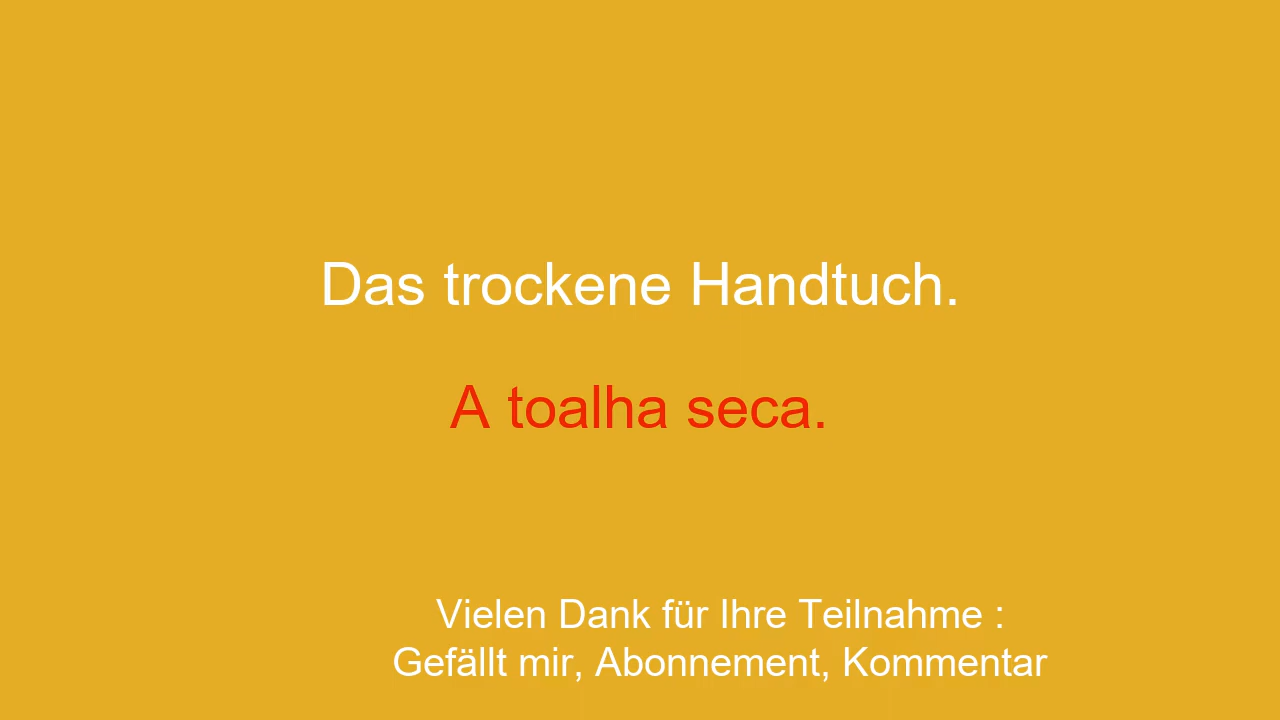 Das trockene Handtuch.
A toalha seca.
Vielen Dank für Ihre Teilnahme :
Gefällt mir, Abonnement, Kommentar